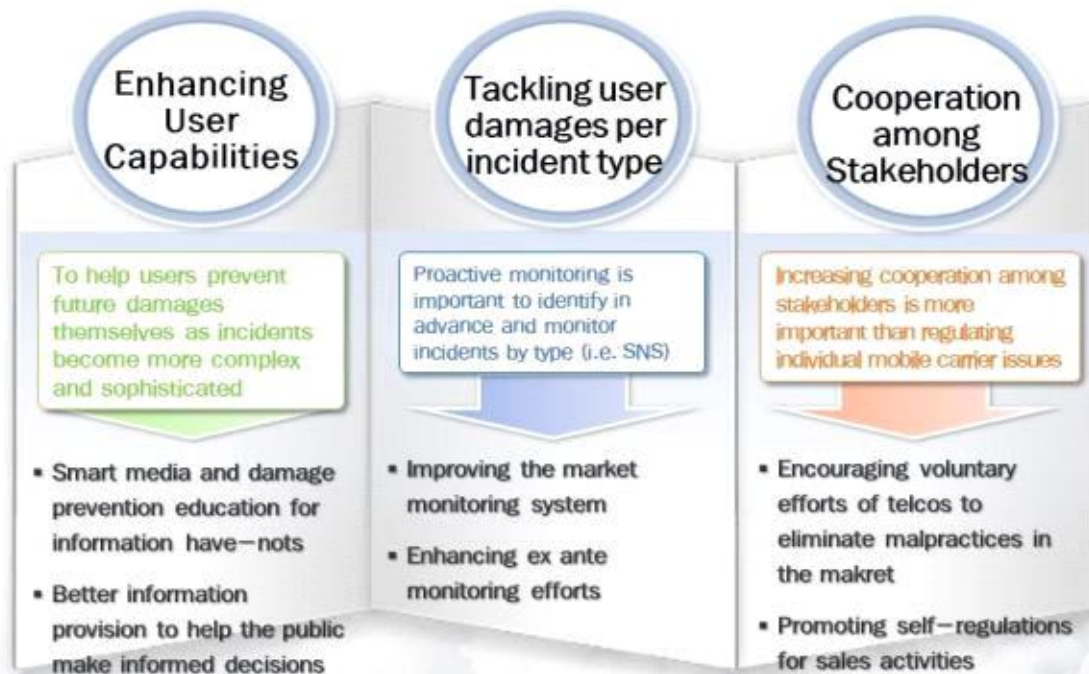 Enhancing
User
Capabilities
To help users prevent
future damages
themselves as incidents
become more complex
and sophisticated
▪ Smart media and damage
prevention education for
information have-nots
▪ Better information
provision to help the public
make informed decisions
Tackling user
damages per
incident type
Proactive monitoring is
important to identify in
advance and monitor
incidents by type (i.e. SNS)
▪ Improving the market
monitoring system
▪ Enhancing ex ante
monitoring efforts
Cooperation
among
Stakeholders
Increasing cooperation among
stakeholders is more
important than regulating
individual mobile carrier issues
▪ Encouraging voluntary
efforts of telcos to
eliminate malpractices in
the makret
▪ Promoting self-regulations
for sales activities